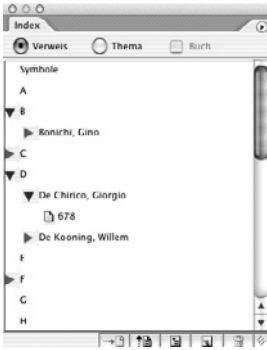 Index
Verweis Thema Buch
Symbole
A
B
Bonichi, Gino
C
D
De Chirico, Giorgio
678
De Kooning, Willem
E
F
G
H